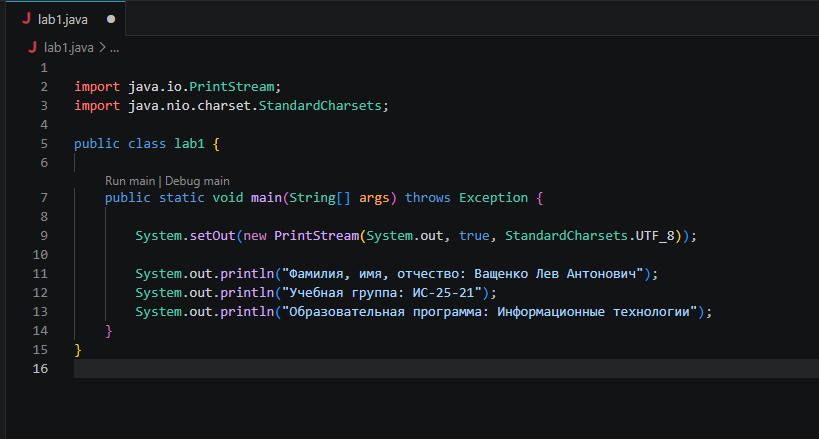 J lab1.java ●
J lab1.java > ...
1
2 import java.io.PrintStream;
3 import java.nio.charset.StandardCharsets;
4
5 public class lab1 {
6
Run main | Debug main
7 public static void main(String[] args) throws Exception {
8
9 System.setOut(new PrintStream(System.out, true, StandardCharsets.UTF_8));
10
11 System.out.println("Фамилия, имя, отчество: Ващенко Лев Антонович");
12 System.out.println("Учебная группа: ИС-25-21");
13 System.out.println("Образовательная программа: Информационные технологии");
14 }
15 }
16